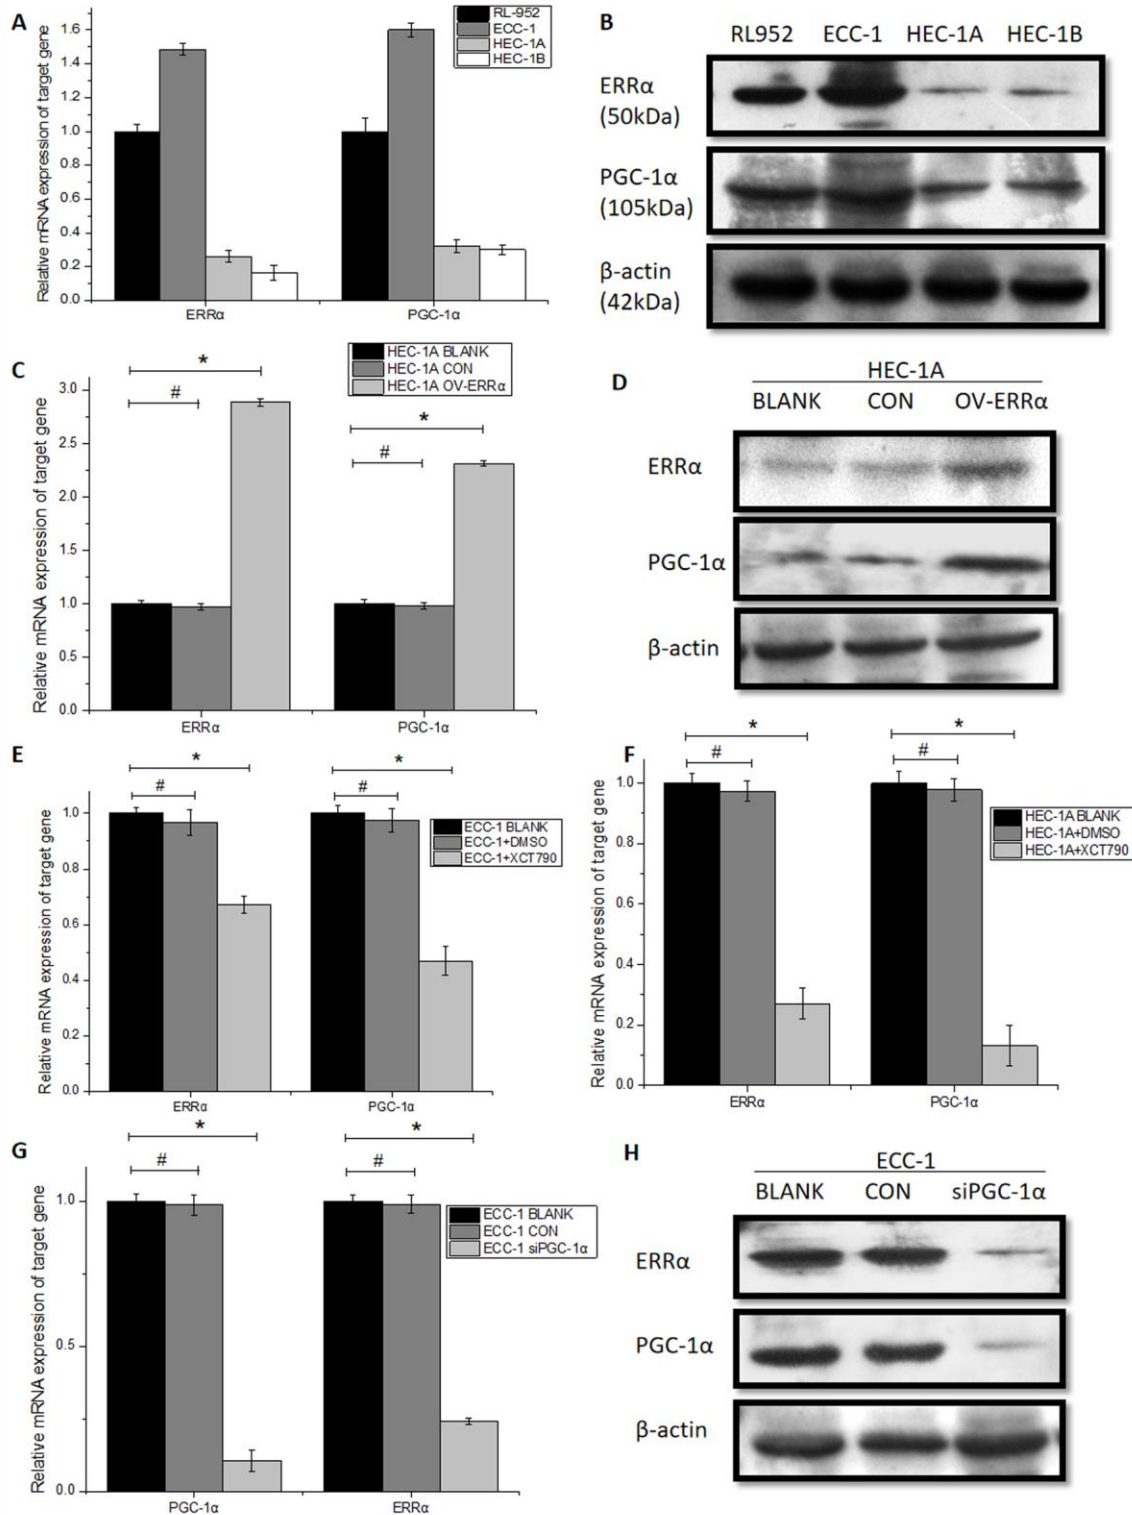 A
Relative mRNA expression of target gene
1.6
1.4
1.2
1.0
0.8
0.6
0.4
0.2
0.0
RL-952
ECC-1
HEC-1A
HEC-1B
ERRα
PGC-1α
B
RL952 ECC-1 HEC-1A HEC-1B
ERRα
(50kDa)
PGC-1α
(105kDa)
β-actin
(42kDa)
C
Relative mRNA expression of target gene
3.0
2.5
2.0
1.5
1.0
0.5
0.0
HEC-1A BLANK
HEC-1A CON
HEC-1A OV-ERRα
*
#
*
#
ERRα
PGC-1α
D
HEC-1A
BLANK CON OV-ERRα
ERRα
PGC-1α
β-actin
E
Relative mRNA expression of target gene
1.0
0.8
0.6
0.4
0.2
0.0
*
#
*
#
ECC-1 BLANK
ECC-1+DMSO
ECC-1+XCT790
ERRα
PGC-1α
F
Relative mRNA expression of target gene
1.0
0.8
0.6
0.4
0.2
0.0
*
#
*
#
HEC-1A BLANK
HEC-1A+DMSO
HEC-1A+XCT790
ERRα
PGC-1α
G
Relative mRNA expression of target gene
1.0
0.5
0.0
*
#
*
#
ECC-1 BLANK
ECC-1 CON
ECC-1 siPGC-1α
PGC-1α
ERRα
H
ECC-1
BLANK CON siPGC-1α
ERRα
PGC-1α
β-actin